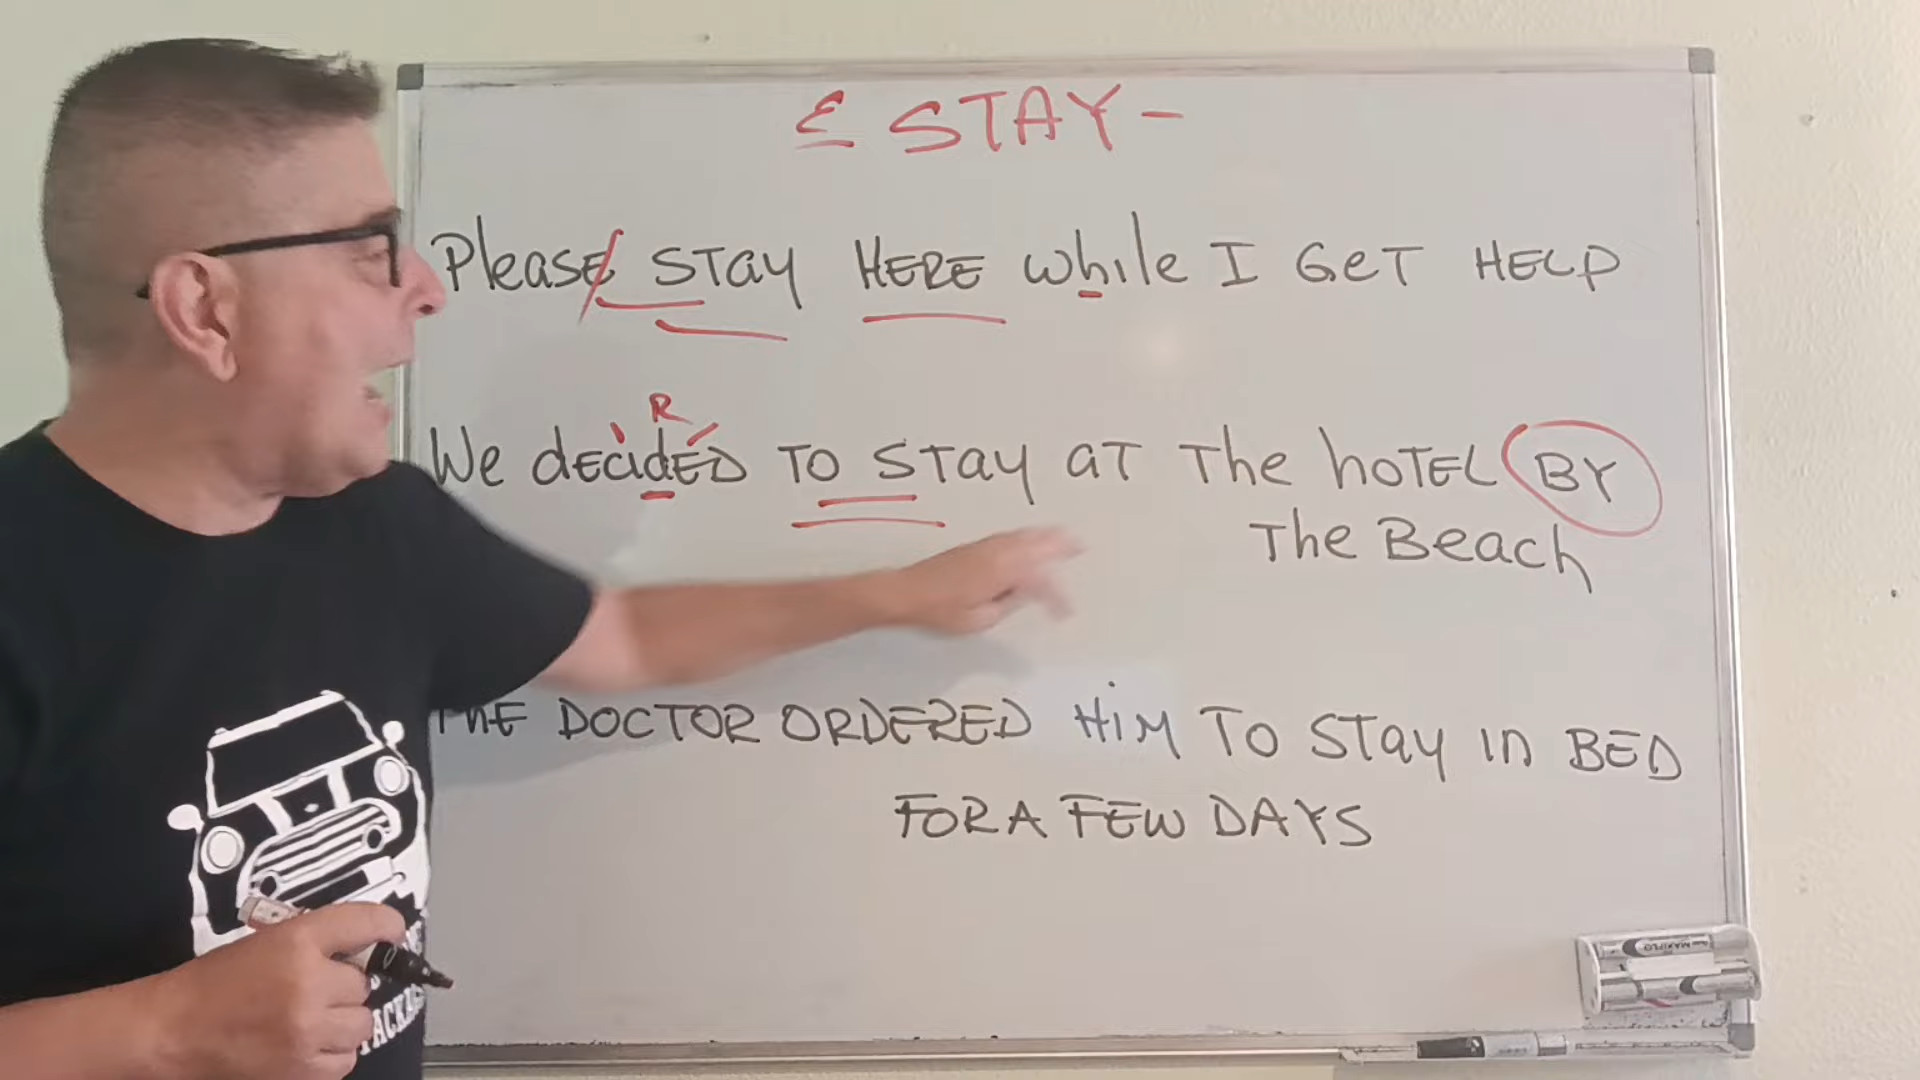 E STAY -
Please STay HERE while I GeT HELP
R
We decided TO STay aT The hoTEL BY
The Beach
THE DOCTOR ORDERED HiM TO STay in BED
FOR A FEW DAYS